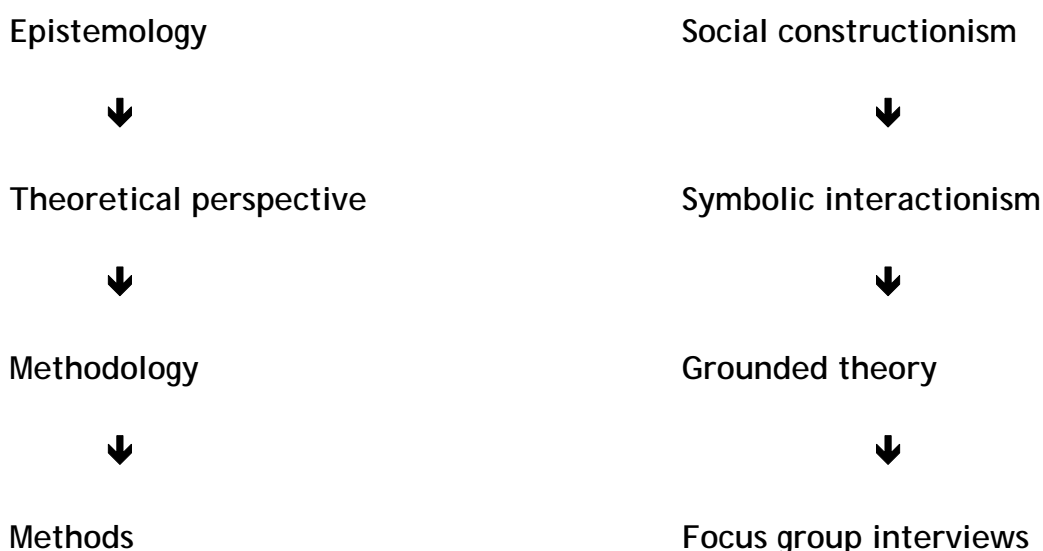 Epistemology Social constructionism
Theoretical perspective Symbolic interactionism
Methodology Grounded theory
Methods Focus group interviews